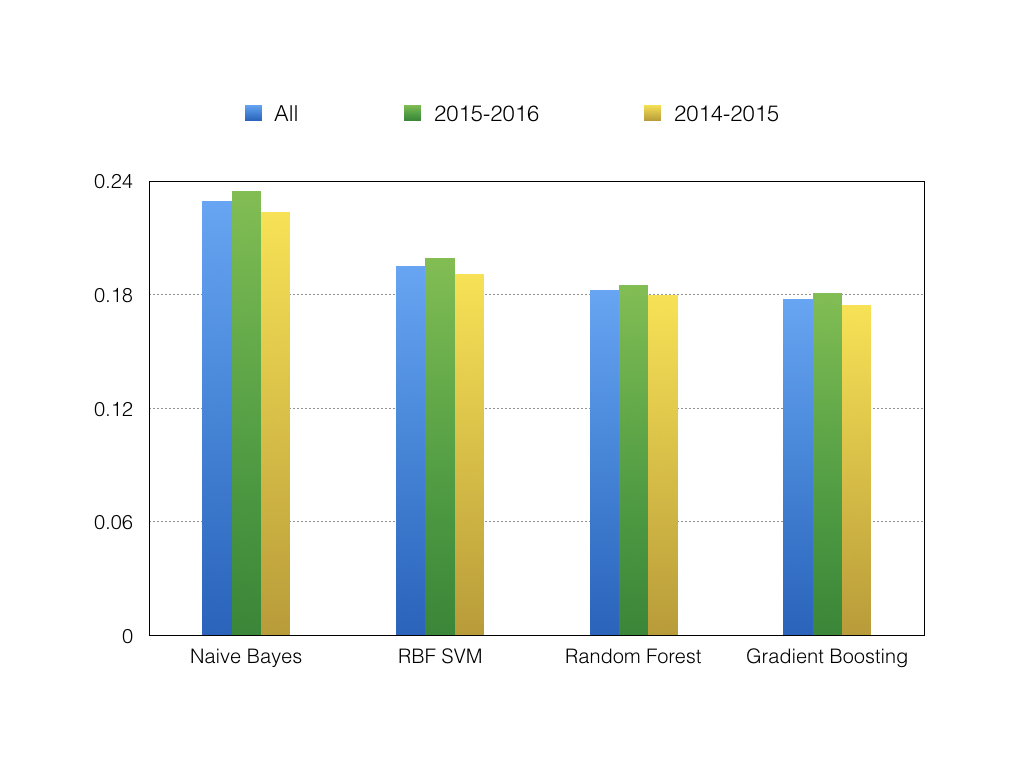 All 2015-2016 2014-2015
0.24
0.18
0.12
0.06
0
Naive Bayes RBF SVM Random Forest Gradient Boosting